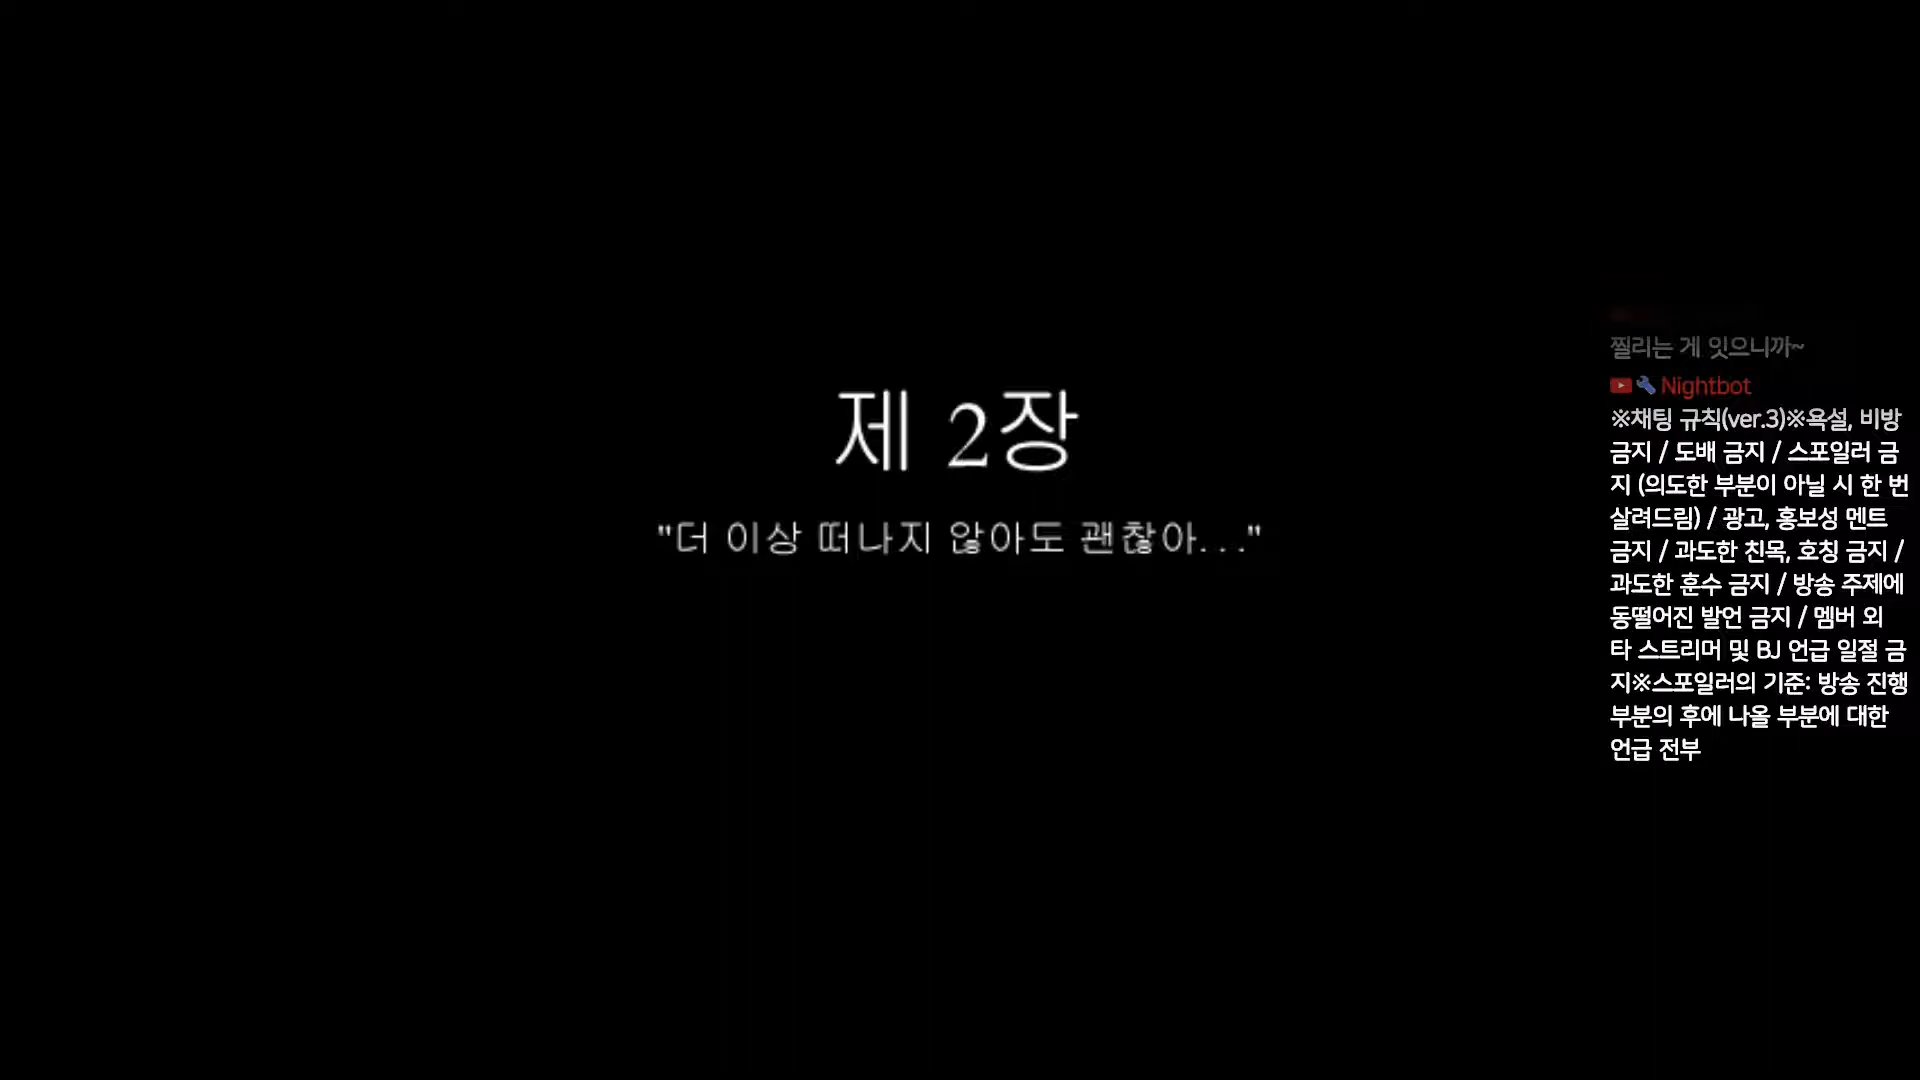 제 2장
"더 이상 떠나지 않아도 괜찮아..."
찔리는 게 잇으니까~
Nightbot
※채팅 규칙(ver.3)※욕설, 비방
금지 / 도배 금지 / 스포일러 금
지 (의도한 부분이 아닐 시 한 번
살려드림) / 광고, 홍보성 멘트
금지 / 과도한 친목, 호칭 금지 /
과도한 훈수 금지 / 방송 주제에
동떨어진 발언 금지 / 멤버 외
타 스트리머 및 BJ 언급 일절 금
지※스포일러의 기준: 방송 진행
부분의 후에 나올 부분에 대한
언급 전부